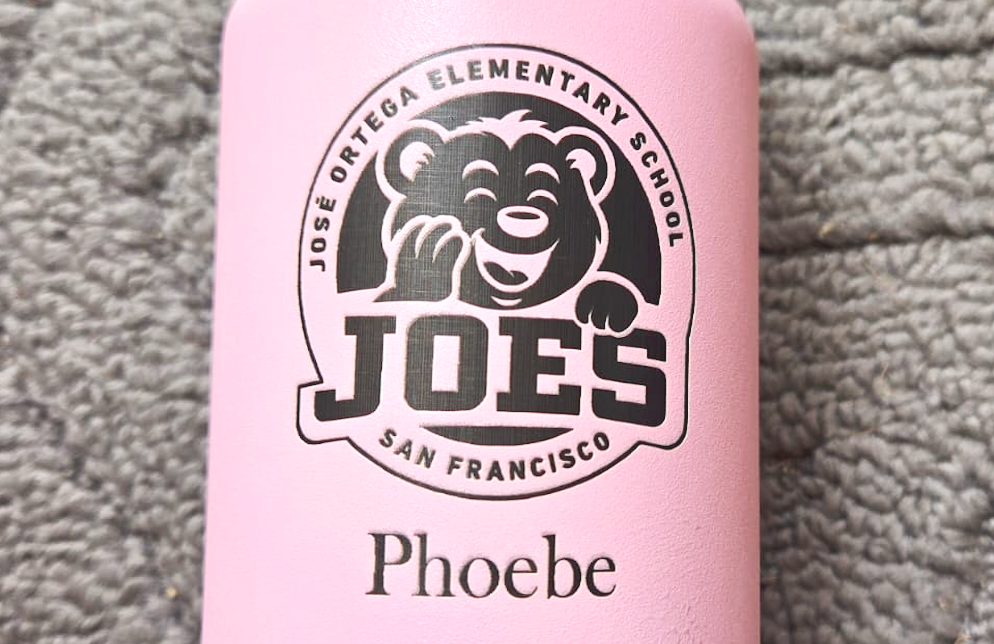 JOSÉ ORTEGA ELEMENTARY SCHOOL
JOES
SAN FRANCISCO
Phoebe